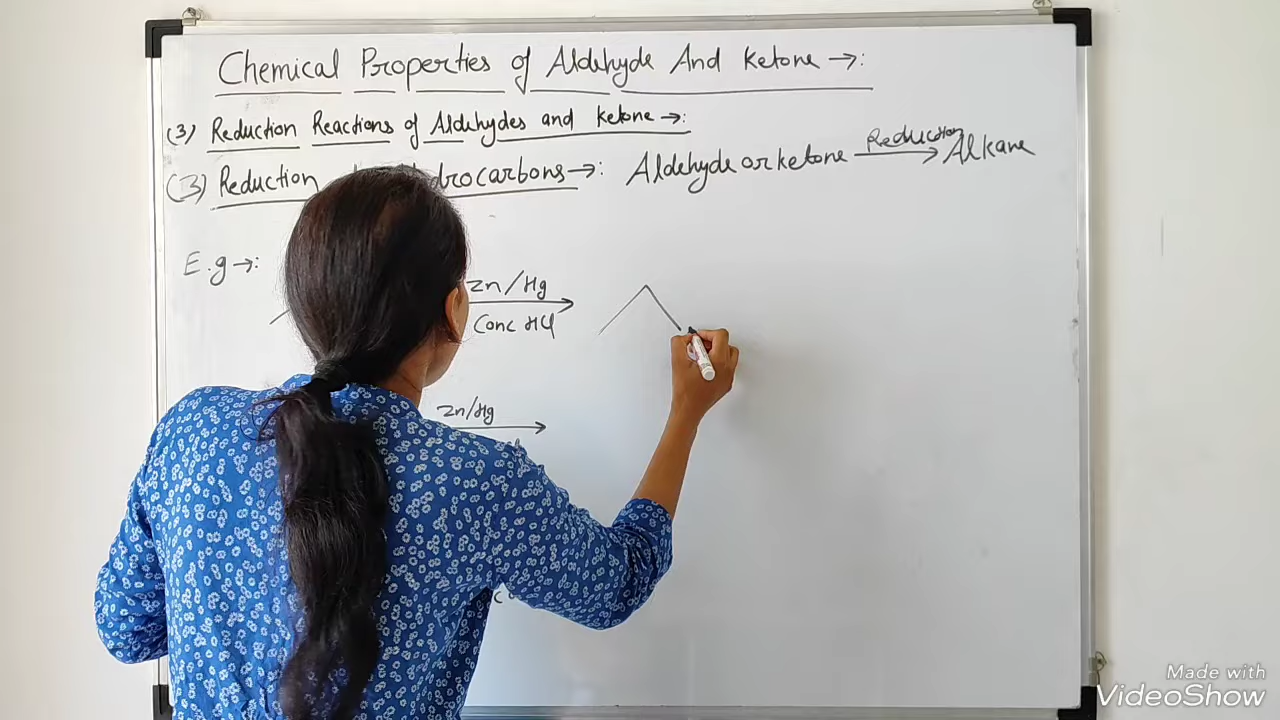 Chemical Properties of Aldehyde And Ketone →:
(3) Reduction Reactions of Aldehydes and Ketone →:
(3) Reduction drocarbons →: Aldehyde or ketone Reduction → Alkane
E.g →:
Zn/Hg
Conc HCl
Zn/Hg
Made with
VideoShow